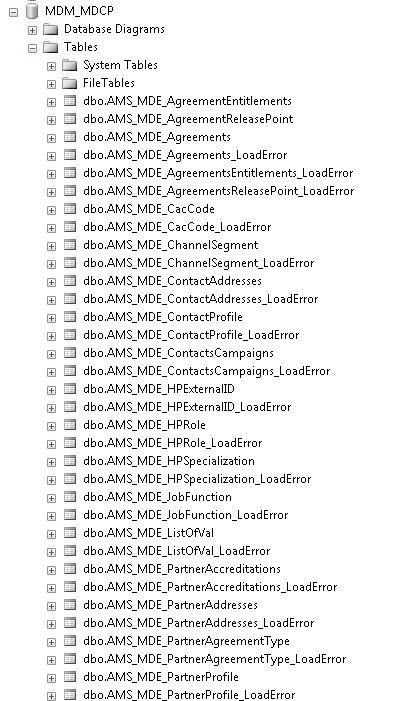 MDM_MDCP
Database Diagrams
Tables
System Tables
FileTables
dbo.AMS_MDE_AgreementEntitlements
dbo.AMS_MDE_AgreementReleasePoint
dbo.AMS_MDE_Agreements
dbo.AMS_MDE_Agreements_LoadError
dbo.AMS_MDE_AgreementsEntitlements_LoadError
dbo.AMS_MDE_AgreementsReleasePoint_LoadError
dbo.AMS_MDE_CacCode
dbo.AMS_MDE_CacCode_LoadError
dbo.AMS_MDE_ChannelSegment
dbo.AMS_MDE_ChannelSegment_LoadError
dbo.AMS_MDE_ContactAddresses
dbo.AMS_MDE_ContactAddresses_LoadError
dbo.AMS_MDE_ContactProfile
dbo.AMS_MDE_ContactProfile_LoadError
dbo.AMS_MDE_ContactsCampaigns
dbo.AMS_MDE_ContactsCampaigns_LoadError
dbo.AMS_MDE_HPExternalID
dbo.AMS_MDE_HPExternalID_LoadError
dbo.AMS_MDE_HPRole
dbo.AMS_MDE_HPRole_LoadError
dbo.AMS_MDE_HPSpecialization
dbo.AMS_MDE_HPSpecialization_LoadError
dbo.AMS_MDE_JobFunction
dbo.AMS_MDE_JobFunction_LoadError
dbo.AMS_MDE_ListOfVal
dbo.AMS_MDE_ListOfVal_LoadError
dbo.AMS_MDE_PartnerAccreditations
dbo.AMS_MDE_PartnerAccreditations_LoadError
dbo.AMS_MDE_PartnerAddresses
dbo.AMS_MDE_PartnerAddresses_LoadError
dbo.AMS_MDE_PartnerAgreementType
dbo.AMS_MDE_PartnerAgreementType_LoadError
dbo.AMS_MDE_PartnerProfile
dbo.AMS_MDE_PartnerProfile_LoadError